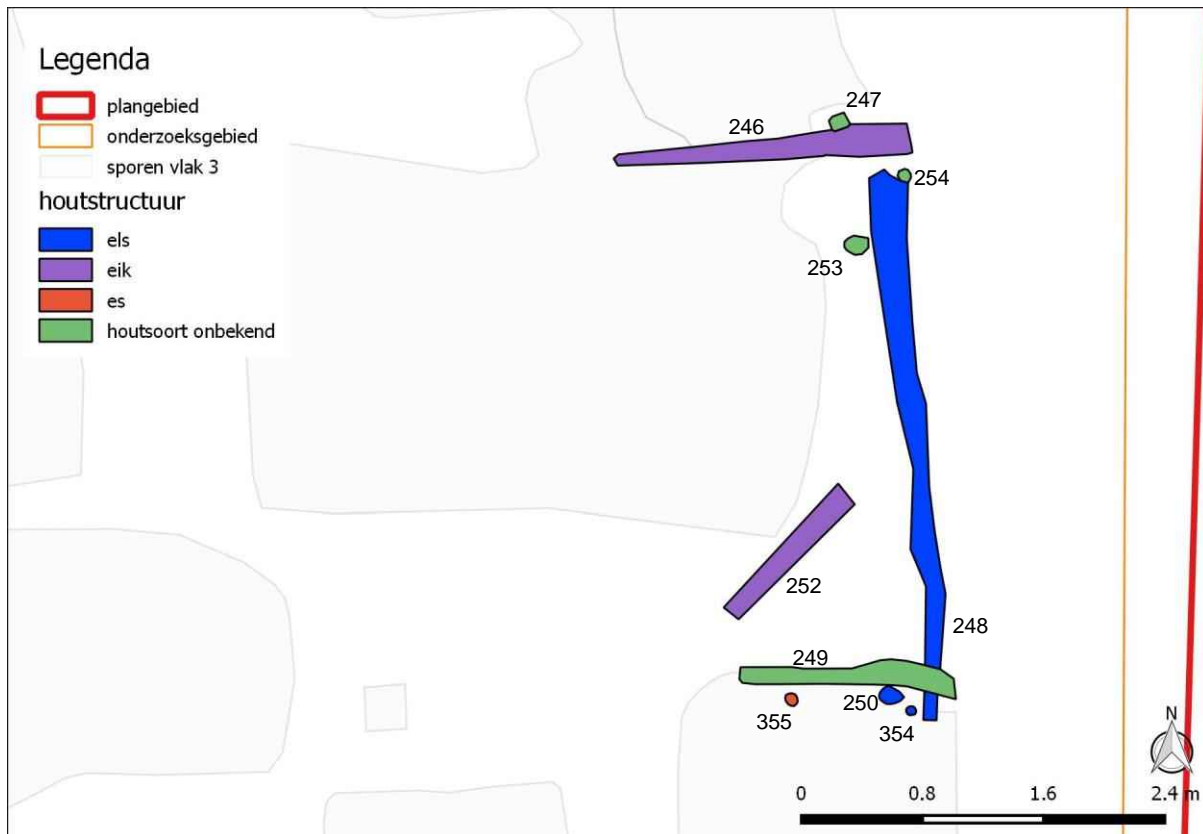 Legenda
plangebied
onderzoeksgebied
sporen vlak 3
houtstructuur
els
eik
es
houtsoort onbekend
247
246
254
253
252
248
249
250
355
354
N
0 0.8 1.6 2.4 m